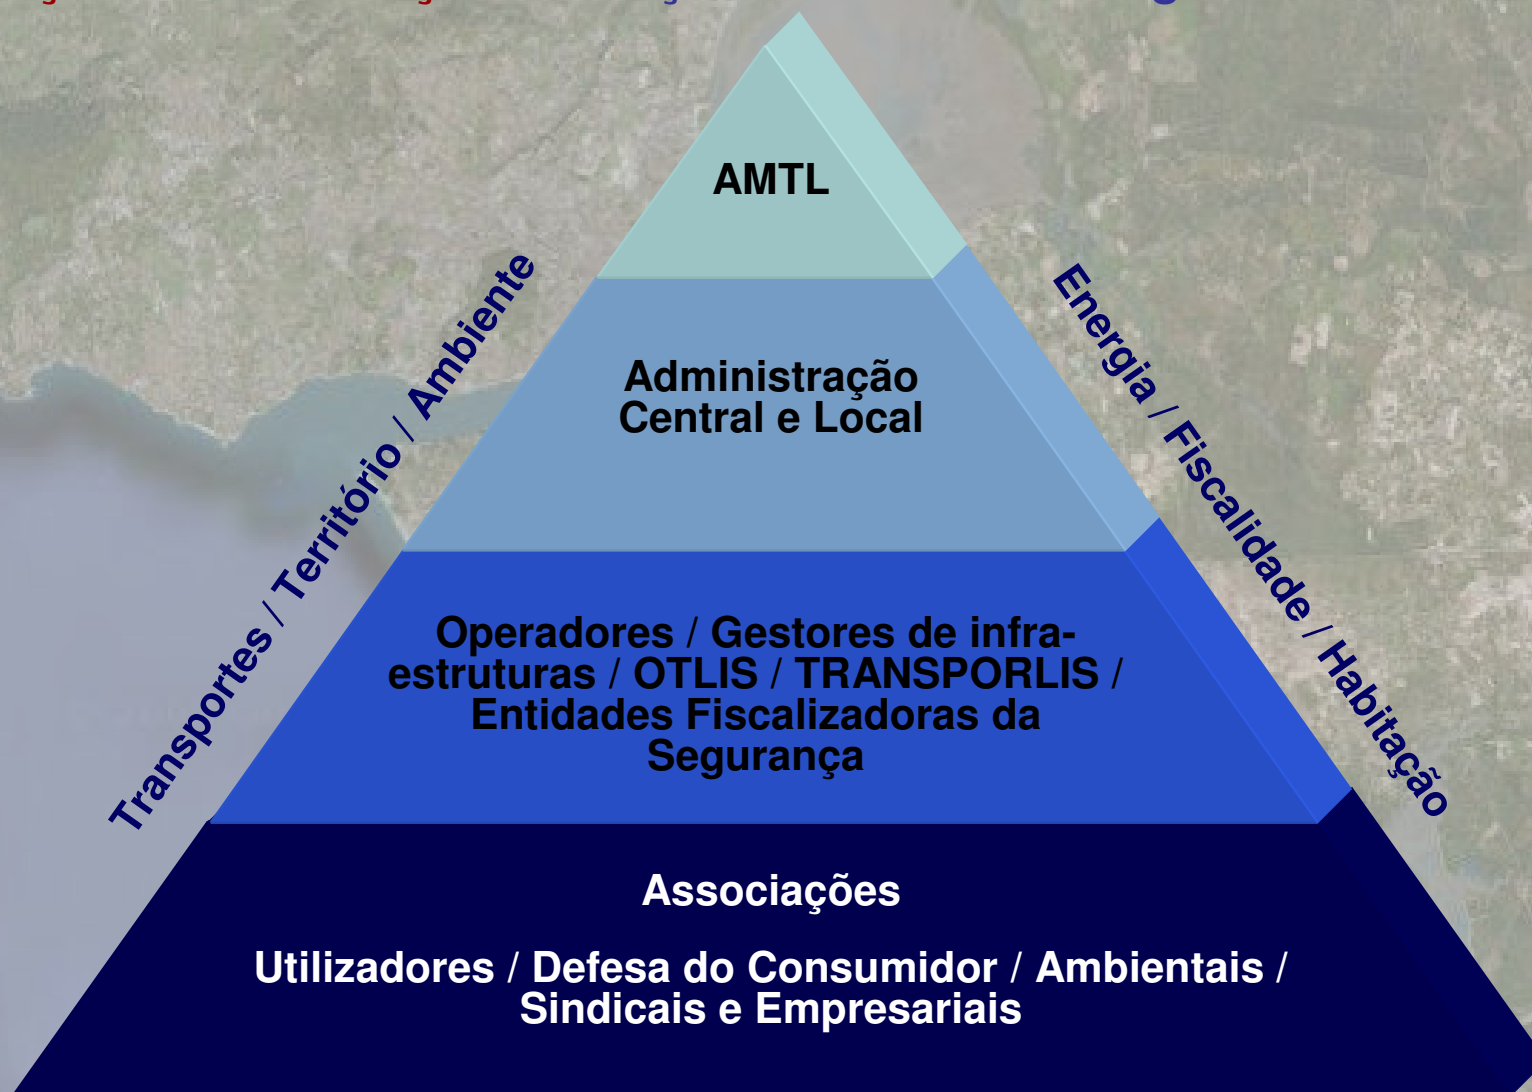 AMTL
Transportes / Território / Ambiente
Energia / Fiscalidade / Habitação
Administração
Central e Local
Operadores / Gestores de infra-
estruturas / OTLIS / TRANSPORLIS /
Entidades Fiscalizadoras da
Segurança
Associações
Utilizadores / Defesa do Consumidor / Ambientais /
Sindicais e Empresariais